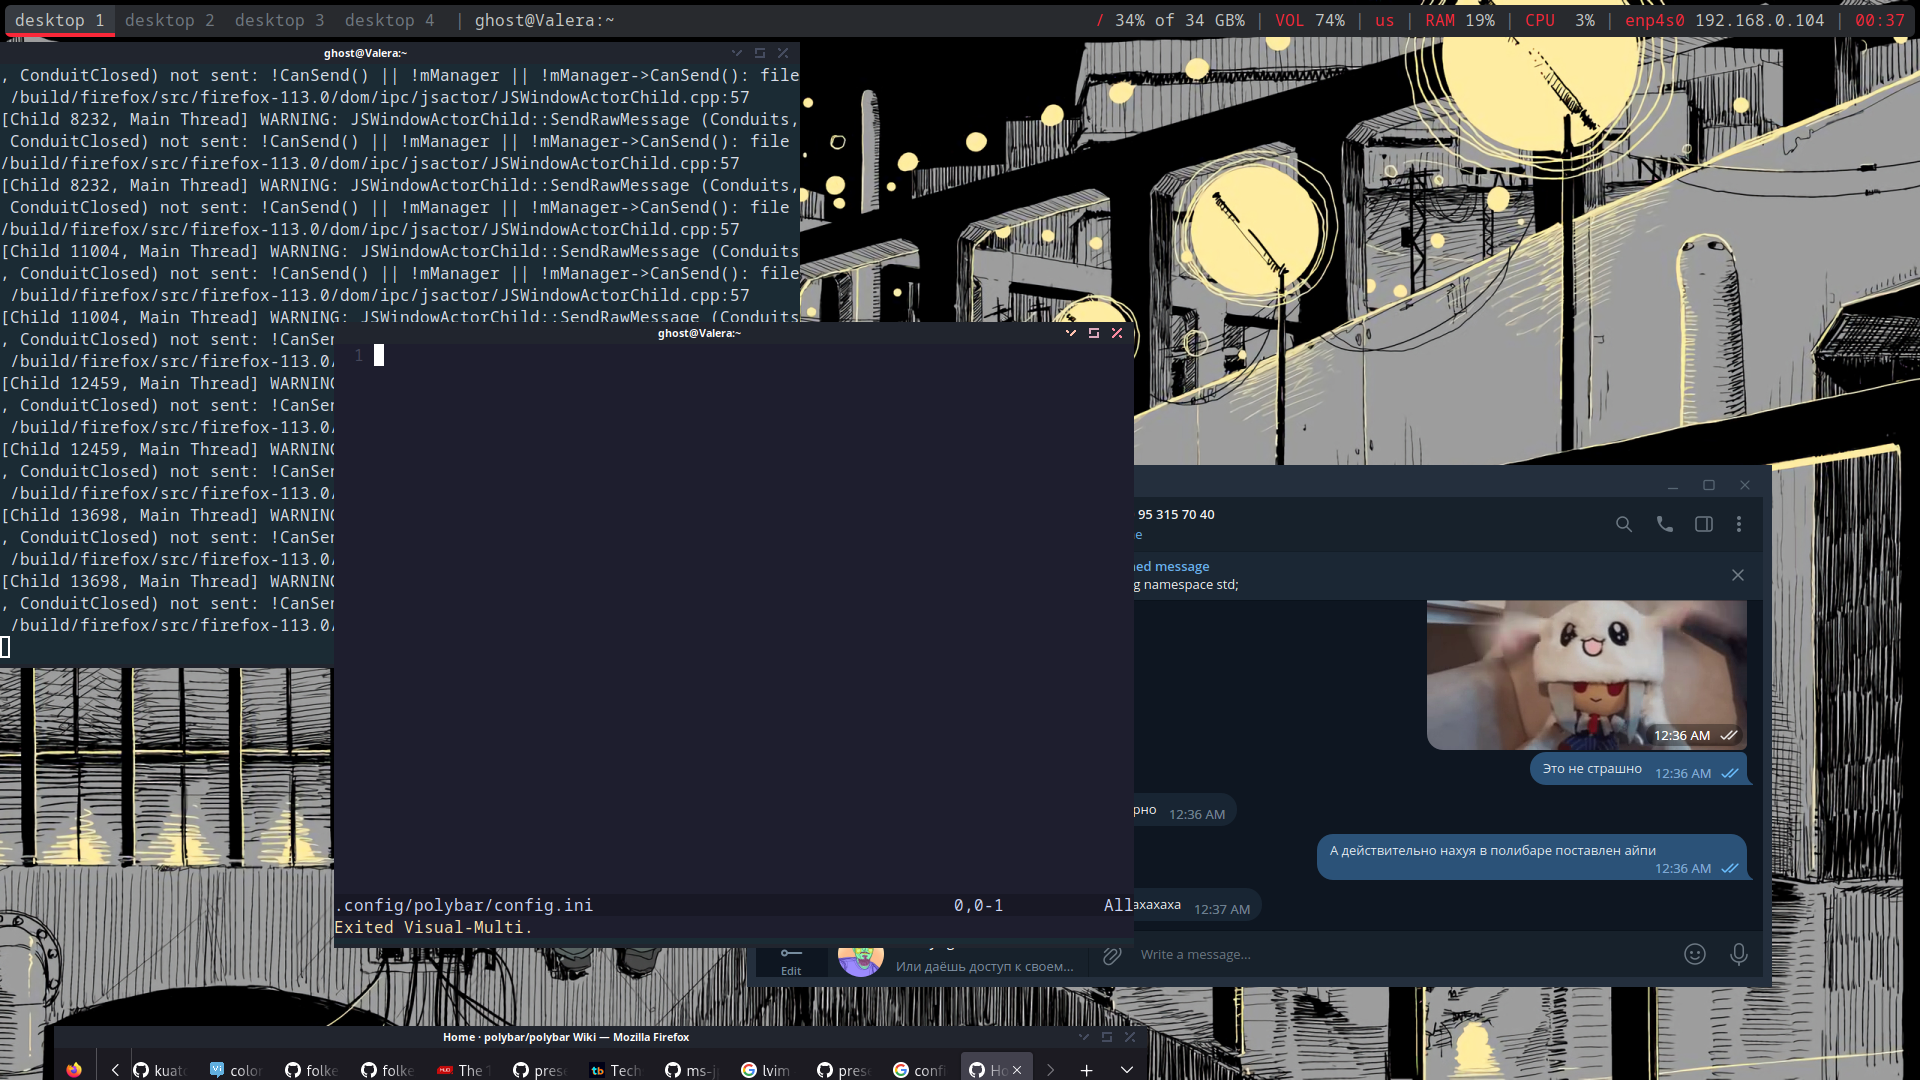 desktop 1 desktop 2 desktop 3 desktop 4 | ghost@Valera:~ / 34% of 34 GB% | VOL 74% | us | RAM 19% | CPU 3% | enp4s0 192.168.0.104 | 00:37
ghost@Valera:~
, ConduitClosed) not sent: !CanSend() || !mManager || !mManager->CanSend(): file
/build/firefox/src/firefox-113.0/dom/ipc/jsactor/JSWindowActorChild.cpp:57
[Child 8232, Main Thread] WARNING: JSWindowActorChild::SendRawMessage (Conduits,
ConduitClosed) not sent: !CanSend() || !mManager || !mManager->CanSend(): file
/build/firefox/src/firefox-113.0/dom/ipc/jsactor/JSWindowActorChild.cpp:57
[Child 8232, Main Thread] WARNING: JSWindowActorChild::SendRawMessage (Conduits,
ConduitClosed) not sent: !CanSend() || !mManager || !mManager->CanSend(): file
/build/firefox/src/firefox-113.0/dom/ipc/jsactor/JSWindowActorChild.cpp:57
[Child 11004, Main Thread] WARNING: JSWindowActorChild::SendRawMessage (Conduits
, ConduitClosed) not sent: !CanSend() || !mManager || !mManager->CanSend(): file
/build/firefox/src/firefox-113.0/dom/ipc/jsactor/JSWindowActorChild.cpp:57
[Child 11004, Main Thread] WARNING: JSWindowActorChild::SendRawMessage (Conduits
, ConduitClosed) not sent: !CanSen
/build/firefox/src/firefox-113.0/
[Child 12459, Main Thread] WARNING
, ConduitClosed) not sent: !CanSen
/build/firefox/src/firefox-113.0/
[Child 12459, Main Thread] WARNING
, ConduitClosed) not sent: !CanSen
/build/firefox/src/firefox-113.0/
[Child 13698, Main Thread] WARNING
, ConduitClosed) not sent: !CanSen
/build/firefox/src/firefox-113.0/
[Child 13698, Main Thread] WARNING
, ConduitClosed) not sent: !CanSen
/build/firefox/src/firefox-113.0/
ghost@Valera:~
1
.config/polybar/config.ini 0,0-1 All
Exited Visual-Multi.
95 315 70 40
ne
ned message
g namespace std;
12:36 AM
Это не страшно 12:36 AM
рно 12:36 AM
А действительно нахуя в полибаре поставлен айпи
12:36 AM
ахахаха 12:37 AM
Edit
Или даёшь доступ к своем...
Write a message...
Home · polybar/polybar Wiki — Mozilla Firefox
kuat color folke folke The prese Tech ms-j lvim prese confi Ho